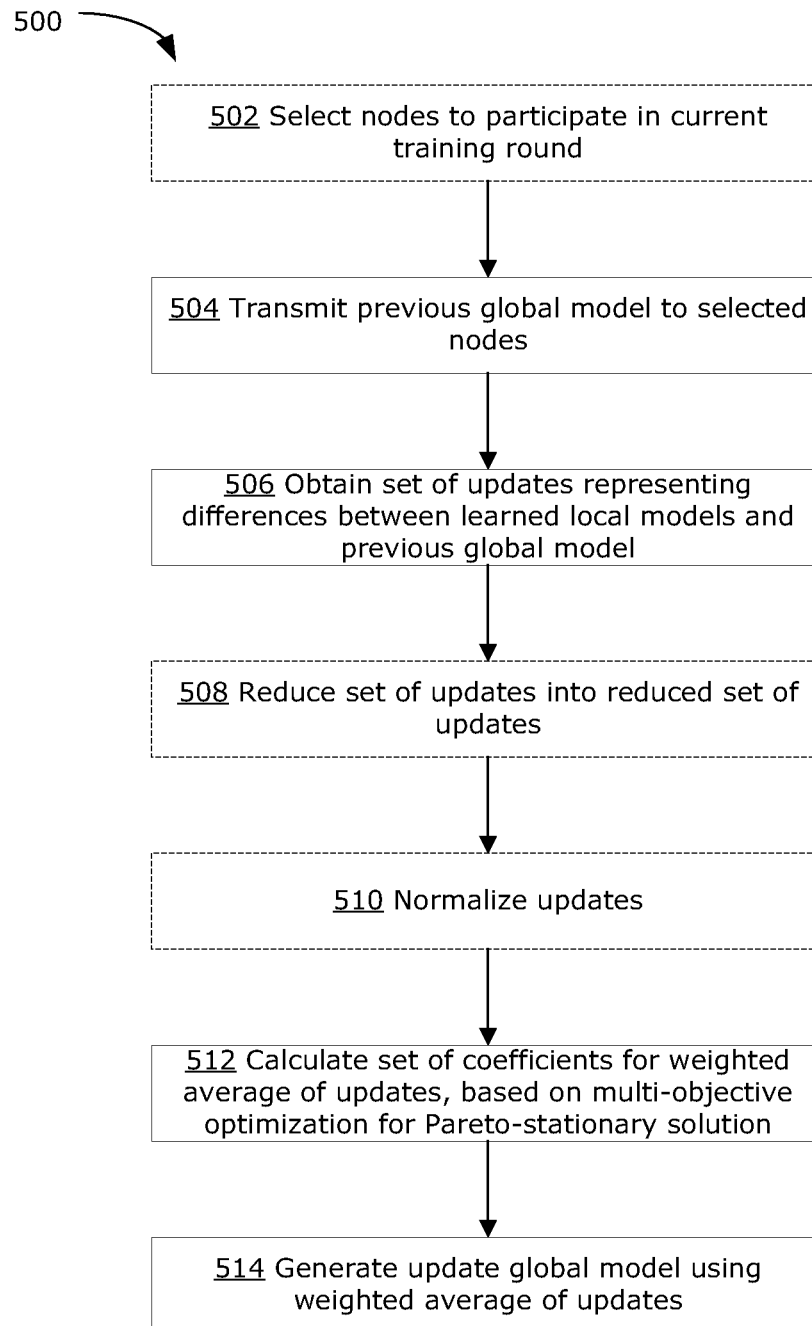 500
502 Select nodes to participate in current
training round
504 Transmit previous global model to selected
nodes
506 Obtain set of updates representing
differences between learned local models and
previous global model
508 Reduce set of updates into reduced set of
updates
510 Normalize updates
512 Calculate set of coefficients for weighted
average of updates, based on multi-objective
optimization for Pareto-stationary solution
514 Generate update global model using
weighted average of updates